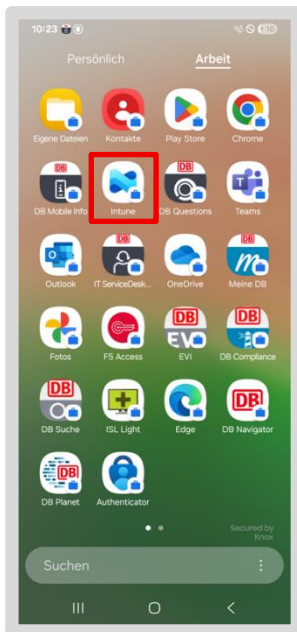 10:23
Persönlich Arbeit
Eigene Dateien Kontakte Play Store Chrome
DB DB
DB Mobile Info Intune DB Questions Teams
DB DB
m
Outlook IT ServiceDesk... OneDrive Meine DB
DB DB
EVI
Fotos F5 Access EVI DB Compliance
DB DB
DB Suche ISL Light Edge DB Navigator
DB
DB Planet Authenticator
Secured by
Knox
Suchen